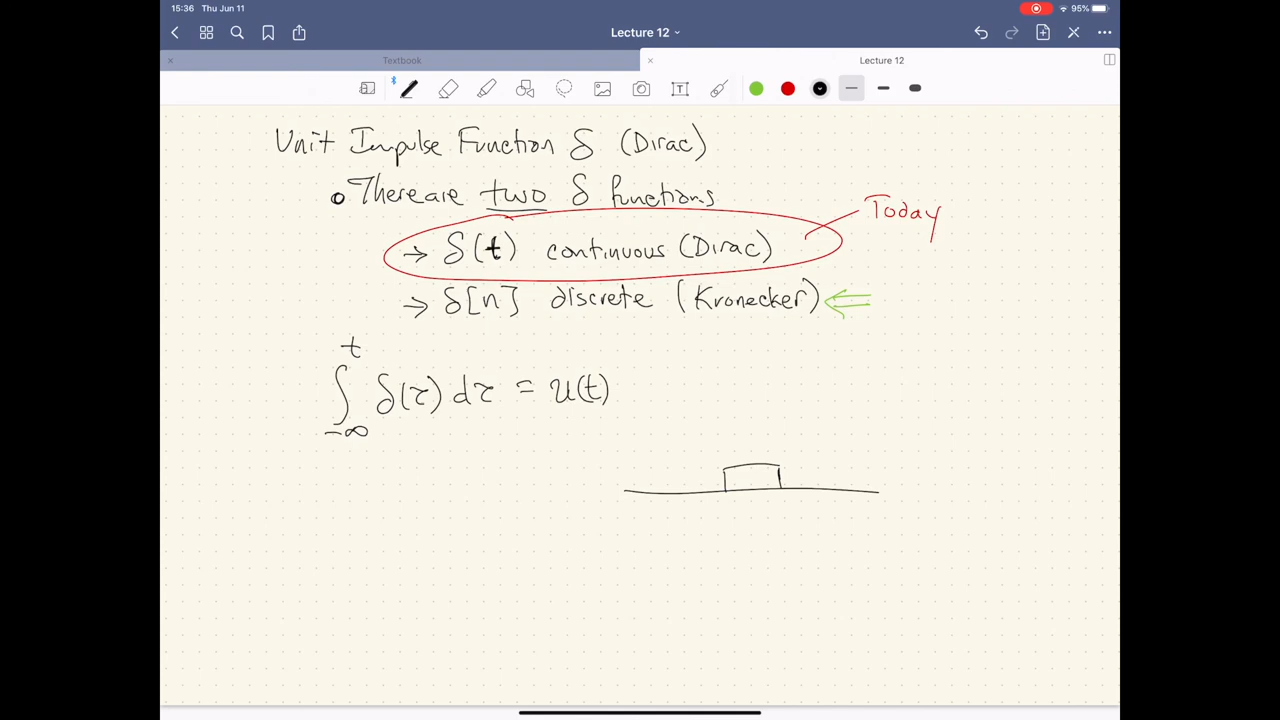 15:36 Thu Jun 11 95%
Lecture 12
Textbook Lecture 12
Unit Impulse Function δ (Dirac)
There are two δ functions
Today
→ δ(t) continuous (Dirac)
→ δ[n] discrete (Kronecker)
t
∫ δ(τ) dτ = u(t)
-∞